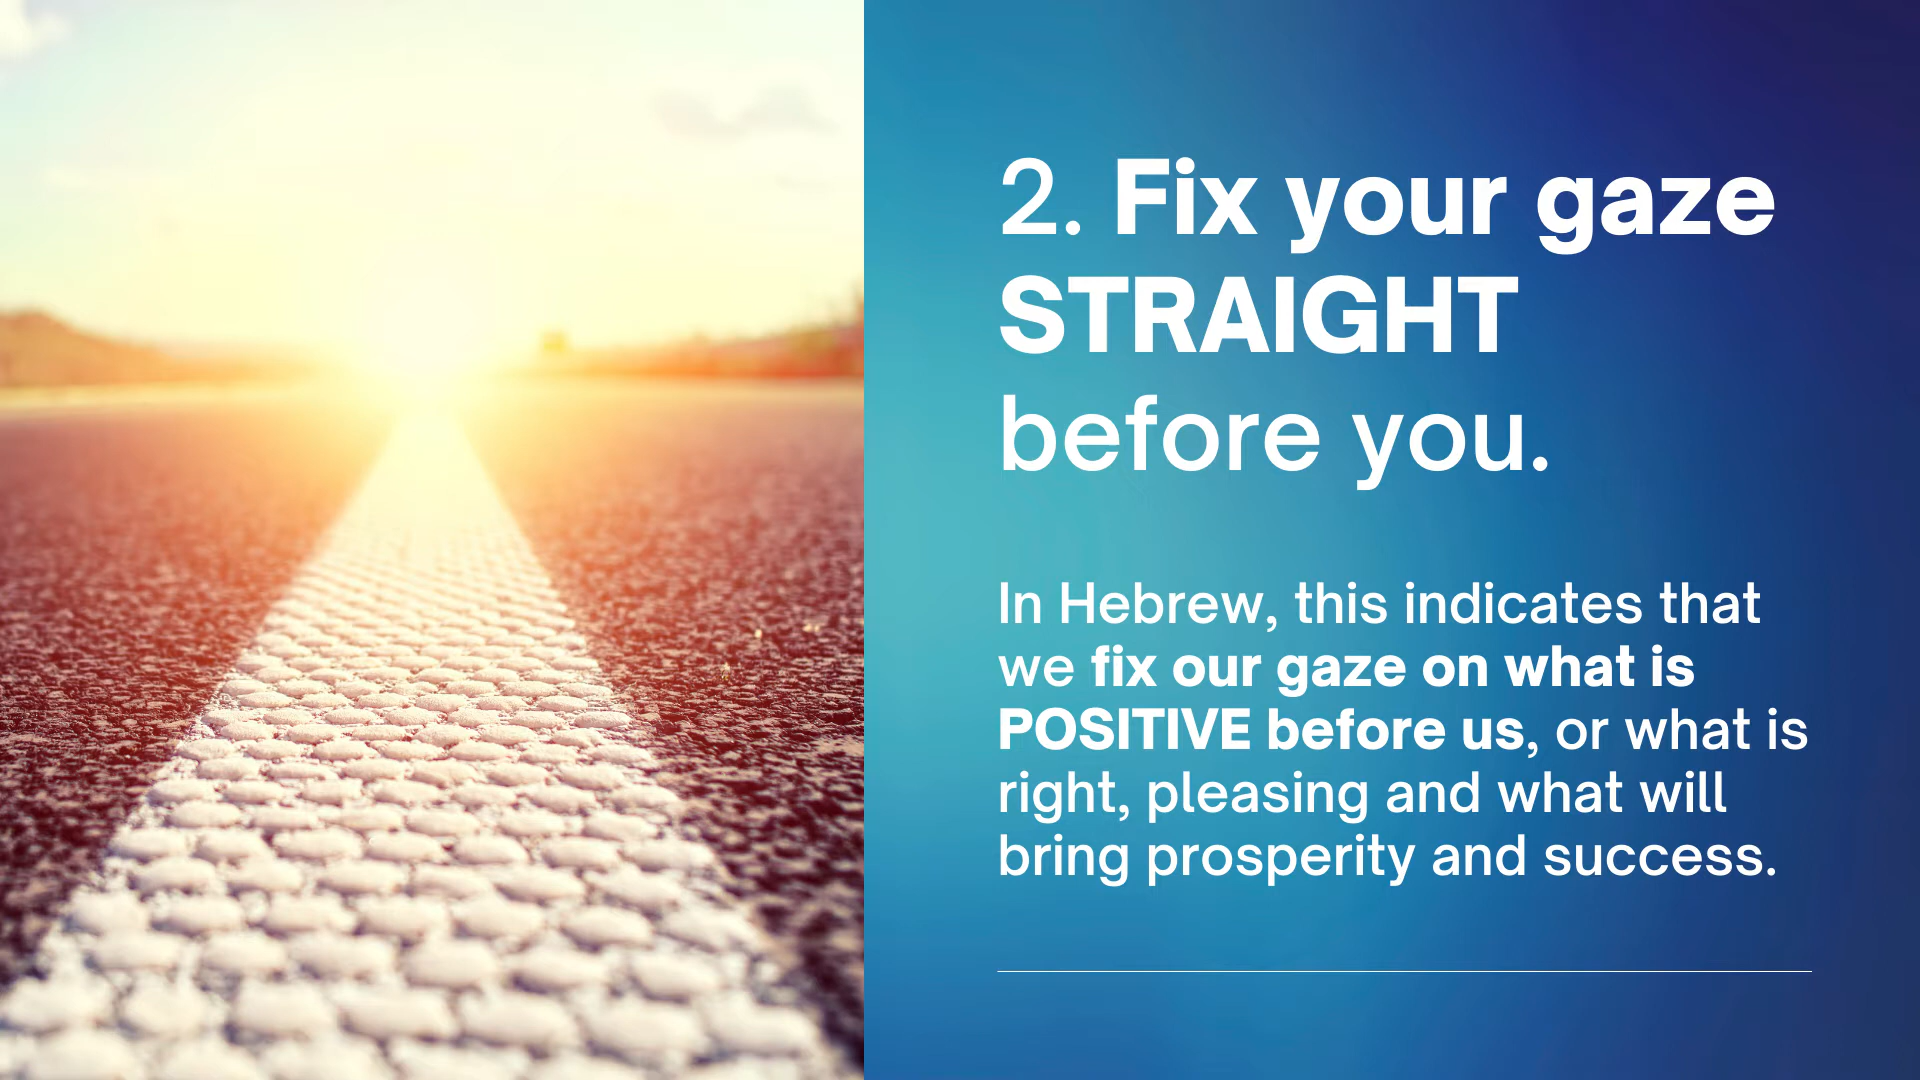 2. Fix your gaze
STRAIGHT
before you.
In Hebrew, this indicates that
we fix our gaze on what is
POSITIVE before us, or what is
right, pleasing and what will
bring prosperity and success.